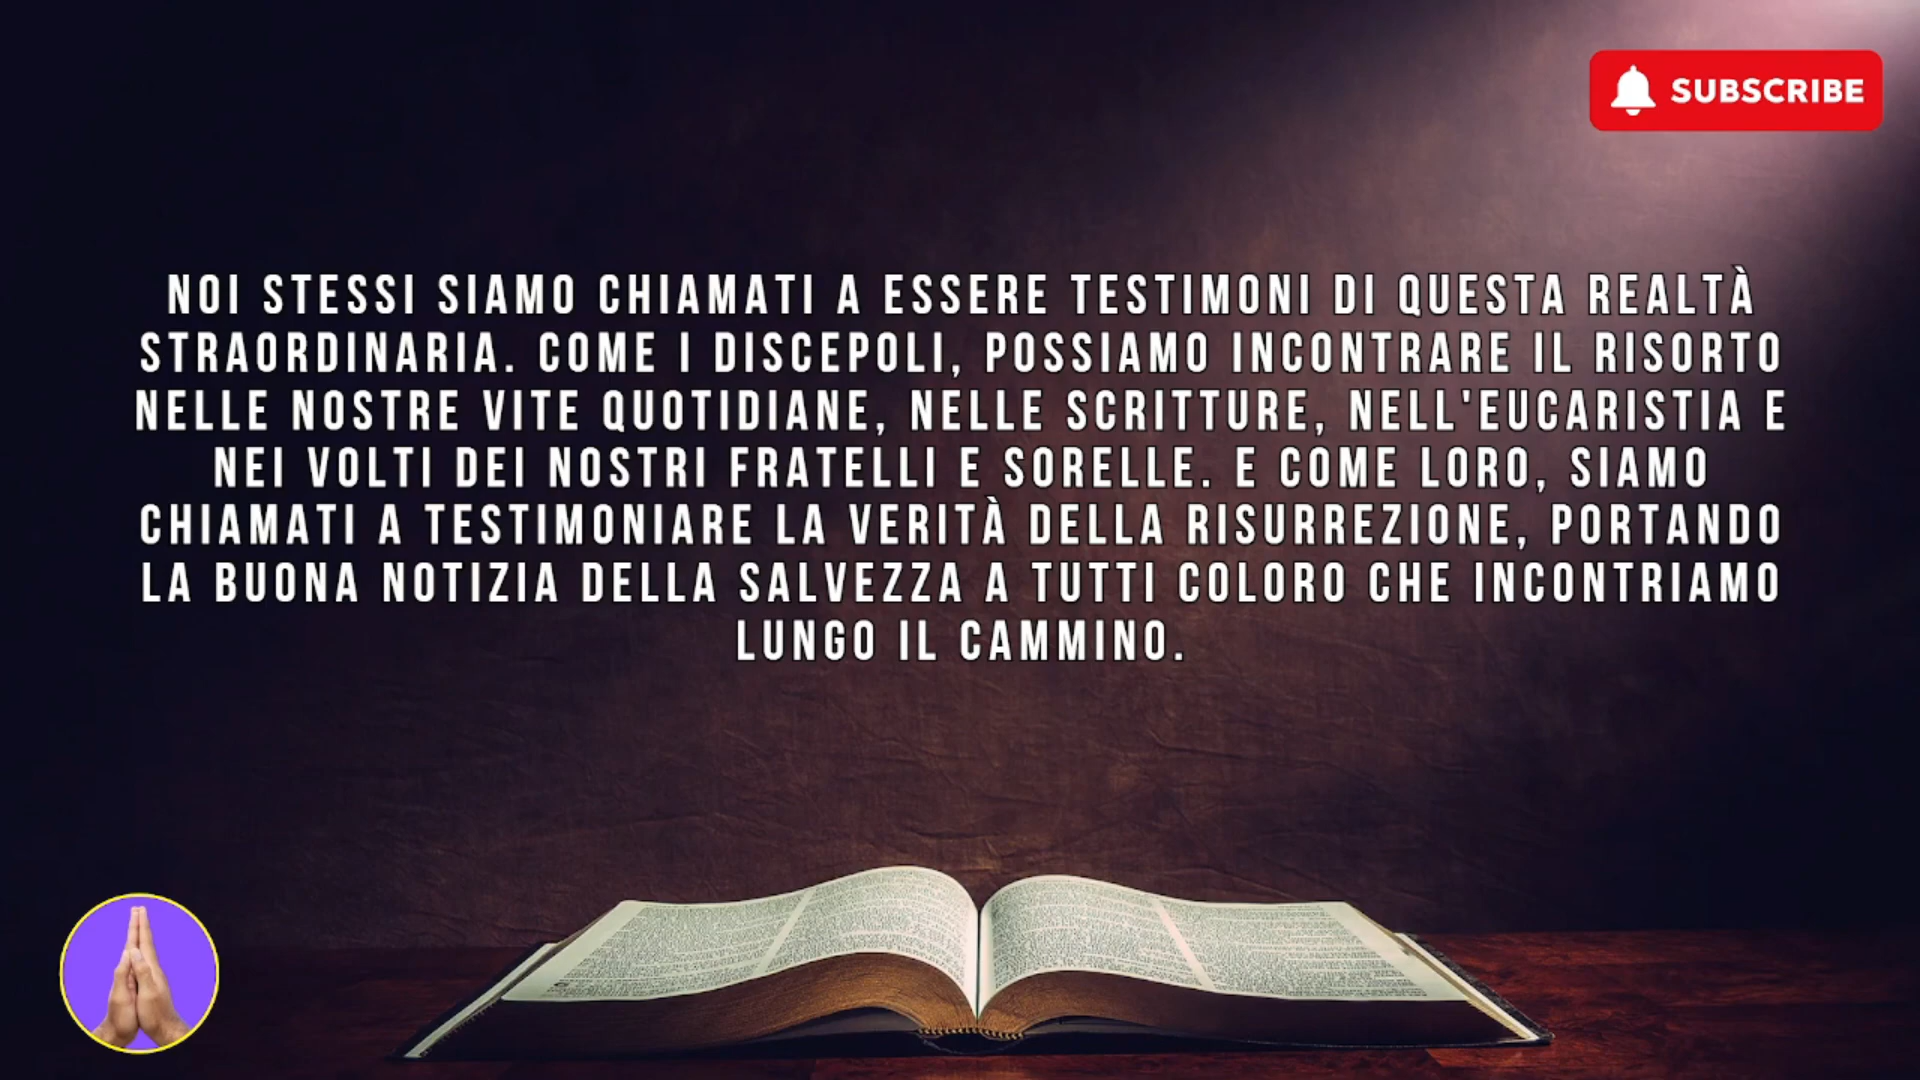 SUBSCRIBE
NOI STESSI SIAMO CHIAMATI A ESSERE TESTIMONI DI QUESTA REALTÀ
STRAORDINARIA. COME I DISCEPOLI, POSSIAMO INCONTRARE IL RISORTO
NELLE NOSTRE VITE QUOTIDIANE, NELLE SCRITTURE, NELL'EUCARISTIA E
NEI VOLTI DEI NOSTRI FRATELLI E SORELLE. E COME LORO, SIAMO
CHIAMATI A TESTIMONIARE LA VERITÀ DELLA RISURREZIONE, PORTANDO
LA BUONA NOTIZIA DELLA SALVEZZA A TUTTI COLORO CHE INCONTRIAMO
LUNGO IL CAMMINO.